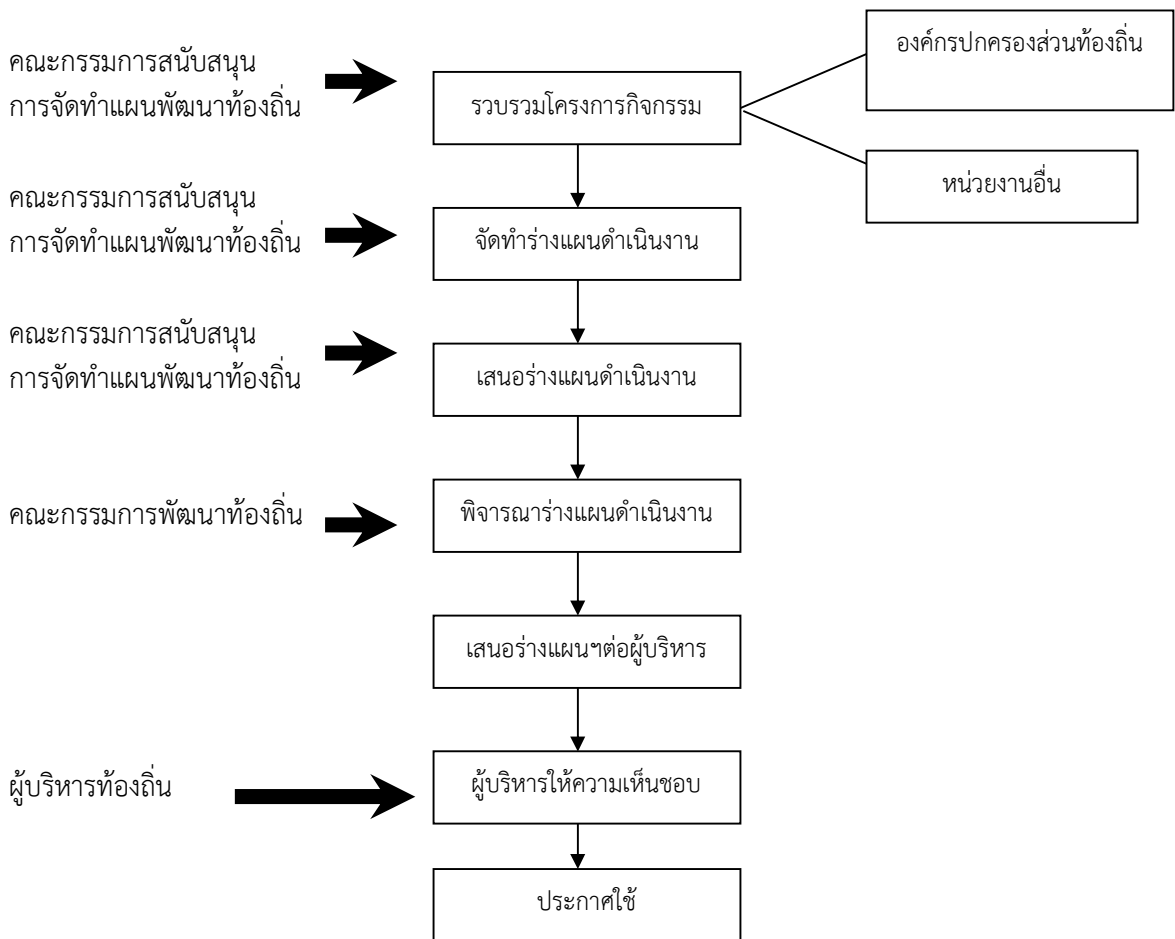 องค์กรปกครองส่วนท้องถิ่น
คณะกรรมการสนับสนุน
การจัดทำแผนพัฒนาท้องถิ่น
รวบรวมโครงการกิจกรรม
หน่วยงานอื่น
คณะกรรมการสนับสนุน
การจัดทำแผนพัฒนาท้องถิ่น
จัดทำร่างแผนดำเนินงาน
คณะกรรมการสนับสนุน
การจัดทำแผนพัฒนาท้องถิ่น
เสนอร่างแผนดำเนินงาน
คณะกรรมการพัฒนาท้องถิ่น
พิจารณาร่างแผนดำเนินงาน
เสนอร่างแผนฯต่อผู้บริหาร
ผู้บริหารท้องถิ่น
ผู้บริหารให้ความเห็นชอบ
ประกาศใช้